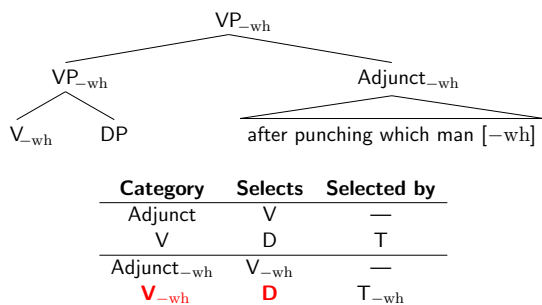 VP₋wh
VP₋wh Adjunct₋wh
V₋wh DP after punching which man [−wh]
Category Selects Selected by
Adjunct V —
V D T
Adjunct₋wh V₋wh —
V₋wh D T₋wh